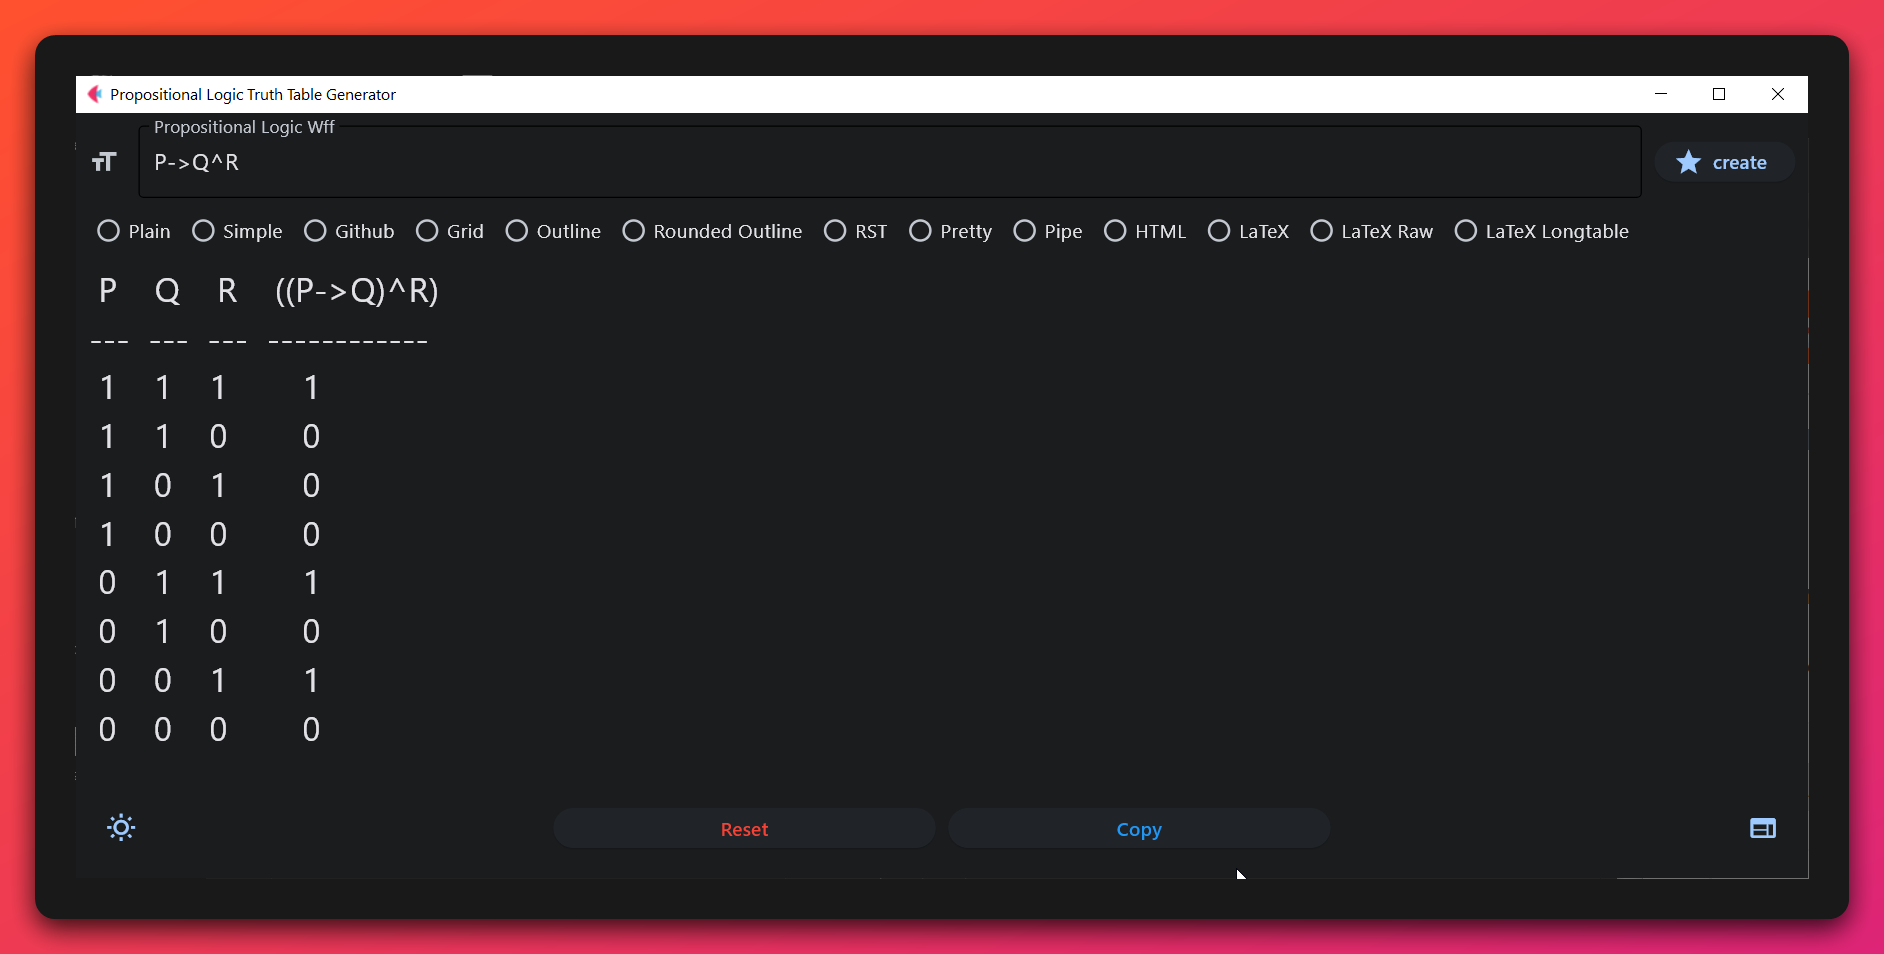 Propositional Logic Truth Table Generator
Propositional Logic Wff
P->Q^R
create
Plain Simple Github Grid Outline Rounded Outline RST Pretty Pipe HTML LaTeX LaTeX Raw LaTeX Longtable
P Q R ((P->Q)^R)
--- --- --- ------------
1 1 1 1
1 1 0 0
1 0 1 0
1 0 0 0
0 1 1 1
0 1 0 0
0 0 1 1
0 0 0 0
Reset Copy